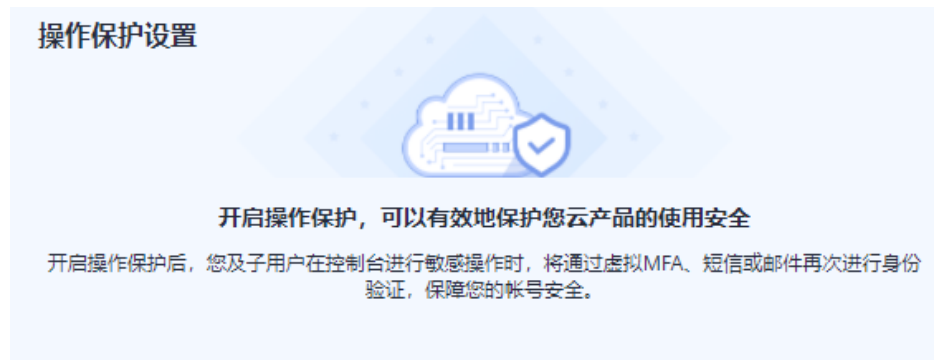 操作保护设置
开启操作保护，可以有效地保护您云产品的使用安全
开启操作保护后，您及子用户在控制台进行敏感操作时，将通过虚拟MFA、短信或邮件再次进行身份
验证，保障您的帐号安全。